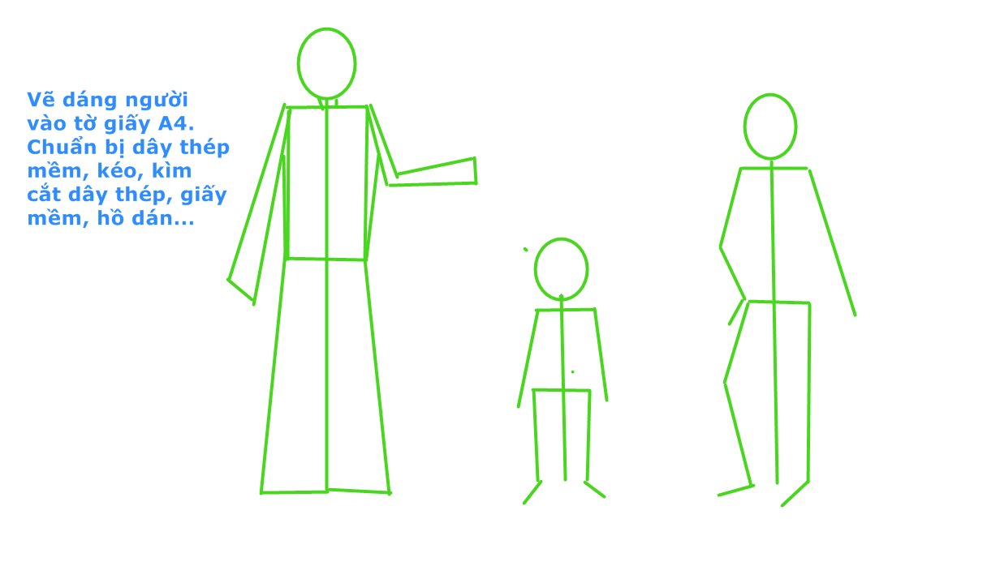 Vẽ dáng người
vào tờ giấy A4.
Chuẩn bị dây thép
mềm, kéo, kìm
cắt dây thép, giấy
mềm, hồ dán...